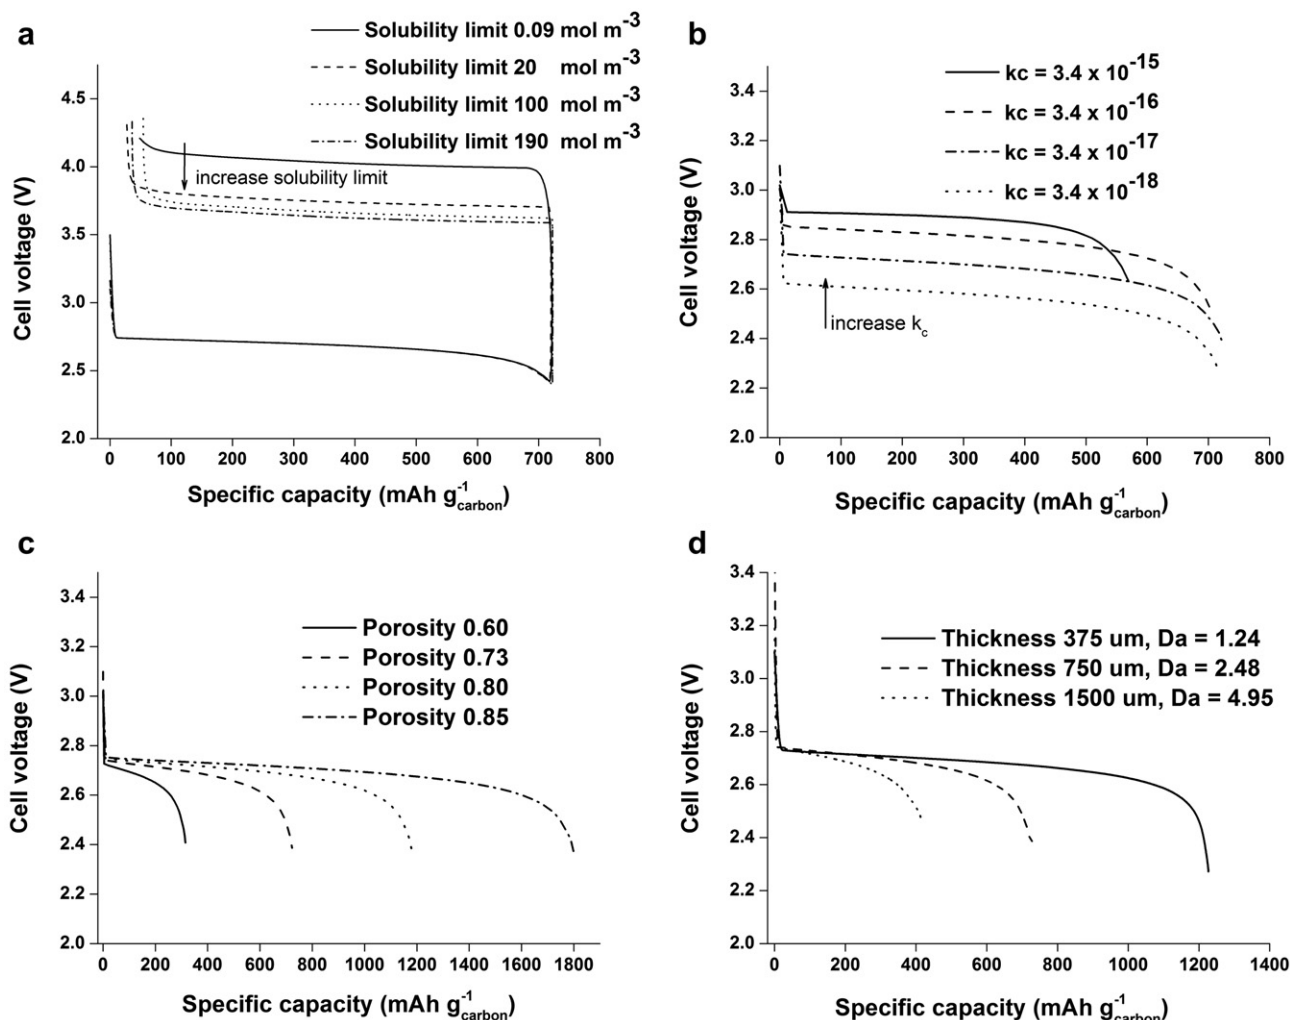 a
Solubility limit 0.09 mol m-3
Solubility limit 20 mol m-3
Solubility limit 100 mol m-3
Solubility limit 190 mol m-3
increase solubility limit
4.5
4.0
3.5
3.0
2.5
2.0
Cell voltage (V)
0 100 200 300 400 500 600 700 800
Specific capacity (mAh g-1carbon)
b
kc = 3.4 x 10-15
kc = 3.4 x 10-16
kc = 3.4 x 10-17
kc = 3.4 x 10-18
increase kc
3.4
3.2
3.0
2.8
2.6
2.4
2.2
2.0
Cell voltage (V)
0 100 200 300 400 500 600 700 800
Specific capacity (mAh g-1carbon)
c
Porosity 0.60
Porosity 0.73
Porosity 0.80
Porosity 0.85
3.4
3.2
3.0
2.8
2.6
2.4
2.2
2.0
Cell voltage (V)
0 200 400 600 800 1000 1200 1400 1600 1800
Specific capacity (mAh g-1carbon)
d
Thickness 375 um, Da = 1.24
Thickness 750 um, Da = 2.48
Thickness 1500 um, Da = 4.95
3.4
3.2
3.0
2.8
2.6
2.4
2.2
2.0
Cell voltage (V)
0 200 400 600 800 1000 1200 1400
Specific capacity (mAh g-1carbon)